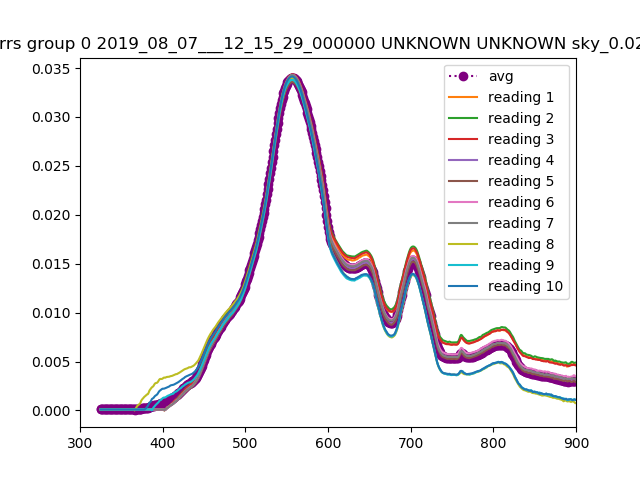 rrs group 0 2019_08_07___12_15_29_000000 UNKNOWN UNKNOWN sky_0.02
0.035
0.030
0.025
0.020
0.015
0.010
0.005
0.000
300 400 500 600 700 800 900
avg
reading 1
reading 2
reading 3
reading 4
reading 5
reading 6
reading 7
reading 8
reading 9
reading 10